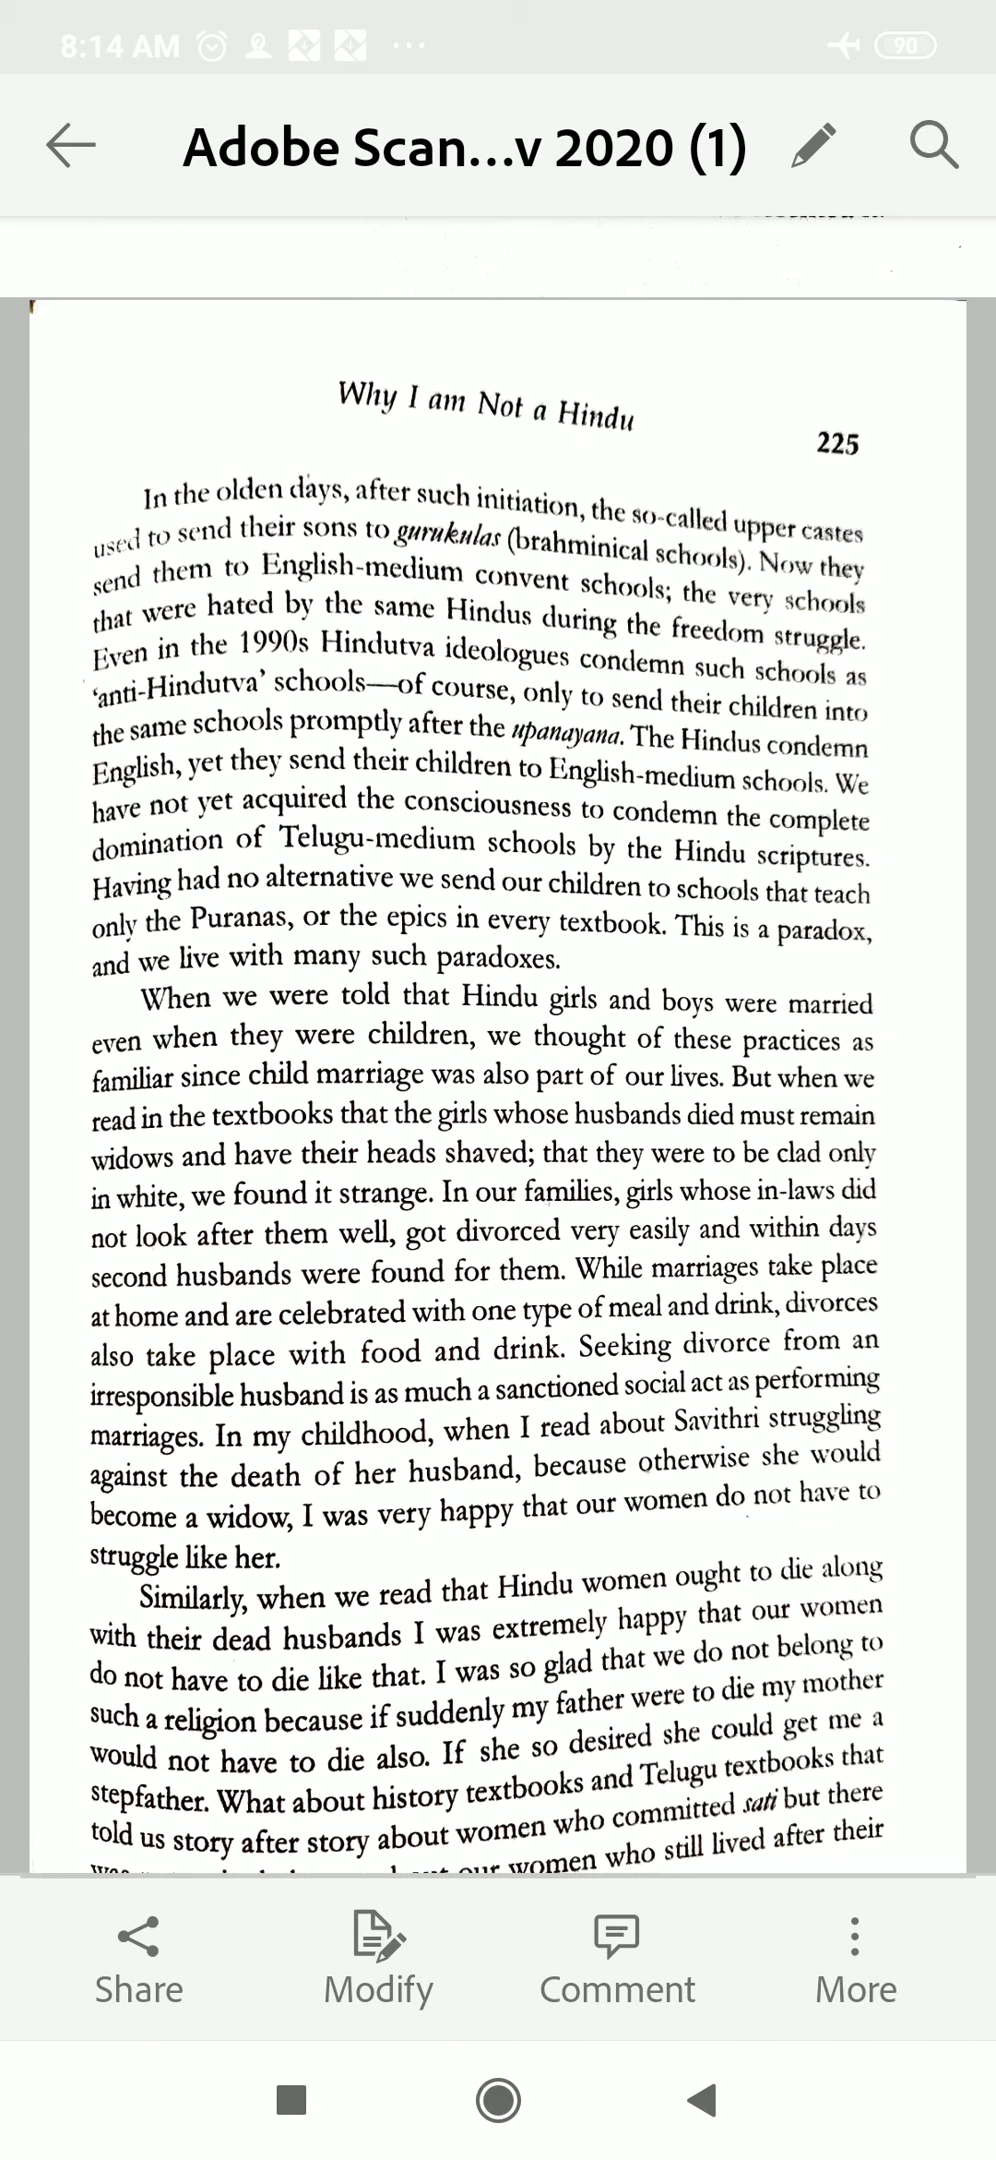 8:14 AM
90
Adobe Scan...v 2020 (1)
Why I am Not a Hindu
225
In the olden days, after such initiation, the so-called upper castes
used to send their sons to gurukulas (brahminical schools). Now they
send them to English-medium convent schools; the very schools
that were hated by the same Hindus during the freedom struggle.
Even in the 1990s Hindutva ideologues condemn such schools as
‘anti-Hindutva’ schools—of course, only to send their children into
the same schools promptly after the upanayana. The Hindus condemn
English, yet they send their children to English-medium schools. We
have not yet acquired the consciousness to condemn the complete
domination of Telugu-medium schools by the Hindu scriptures.
Having had no alternative we send our children to schools that teach
only the Puranas, or the epics in every textbook. This is a paradox,
and we live with many such paradoxes.
When we were told that Hindu girls and boys were married
even when they were children, we thought of these practices as
familiar since child marriage was also part of our lives. But when we
read in the textbooks that the girls whose husbands died must remain
widows and have their heads shaved; that they were to be clad only
in white, we found it strange. In our families, girls whose in-laws did
not look after them well, got divorced very easily and within days
second husbands were found for them. While marriages take place
at home and are celebrated with one type of meal and drink, divorces
also take place with food and drink. Seeking divorce from an
irresponsible husband is as much a sanctioned social act as performing
marriages. In my childhood, when I read about Savithri struggling
against the death of her husband, because otherwise she would
become a widow, I was very happy that our women do not have to
struggle like her.
Similarly, when we read that Hindu women ought to die along
with their dead husbands I was extremely happy that our women
do not have to die like that. I was so glad that we do not belong to
such a religion because if suddenly my father were to die my mother
would not have to die also. If she so desired she could get me a
stepfather. What about history textbooks and Telugu textbooks that
told us story after story about women who committed sati but there
our women who still lived after their
Share
Modify
Comment
More